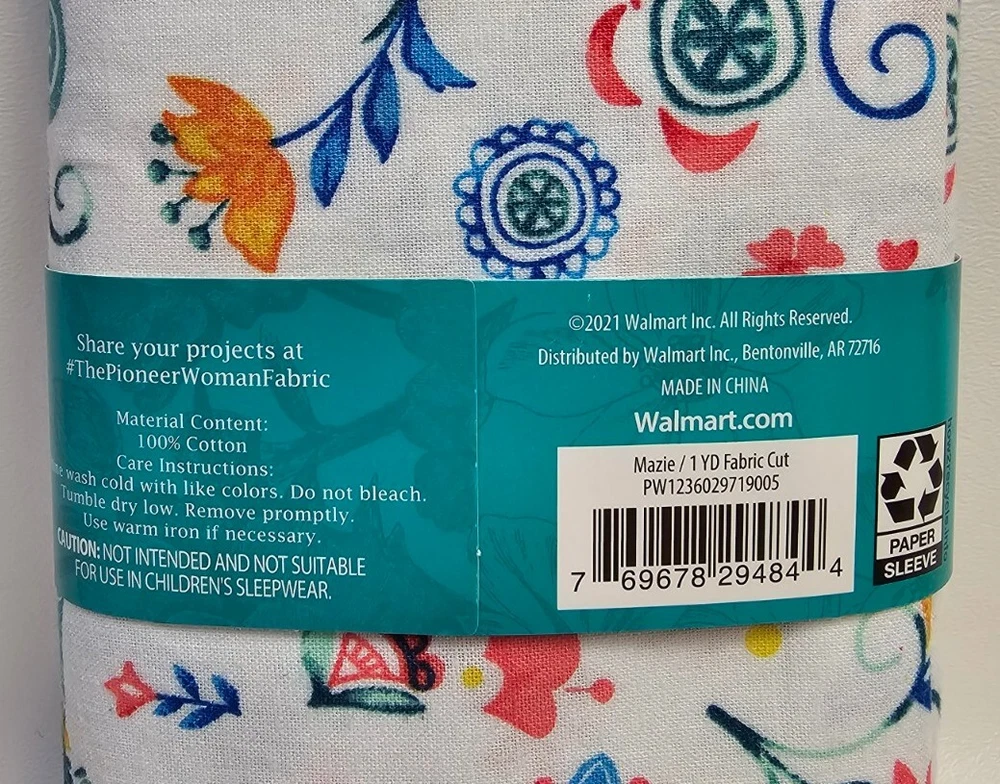 Share your projects at
#ThePioneerWomanFabric
Material Content:
100% Cotton
Care Instructions:
wash cold with like colors. Do not bleach.
Tumble dry low. Remove promptly.
Use warm iron if necessary.
CAUTION: NOT INTENDED AND NOT SUITABLE
FOR USE IN CHILDREN'S SLEEPWEAR.
©2021 Walmart Inc. All Rights Reserved.
Distributed by Walmart Inc., Bentonville, AR 72716
MADE IN CHINA
Walmart.com
Mazie / 1 YD Fabric Cut
PW1236029719005
7 69678 29484 4
PAPER
SLEEVE